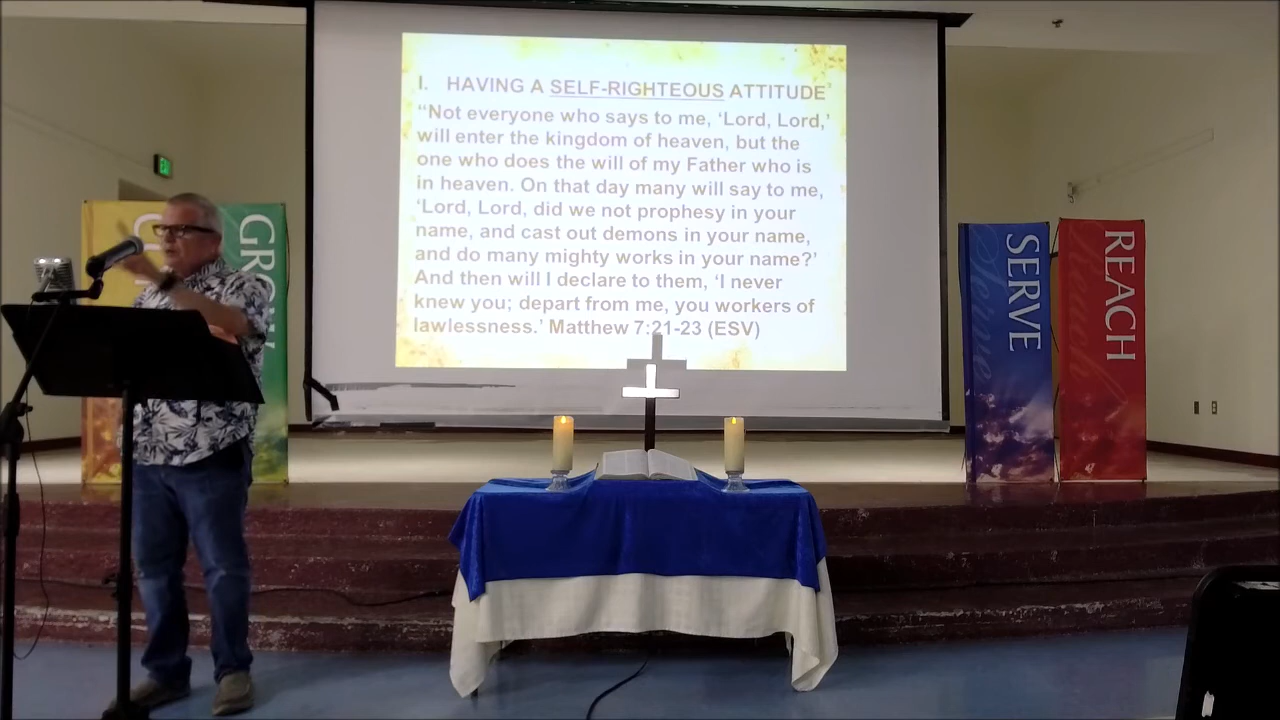 I. HAVING A SELF-RIGHTEOUS ATTITUDE
“Not everyone who says to me, ‘Lord, Lord,’
will enter the kingdom of heaven, but the
one who does the will of my Father who is
in heaven. On that day many will say to me,
‘Lord, Lord, did we not prophesy in your
name, and cast out demons in your name,
and do many mighty works in your name?’
And then will I declare to them, ‘I never
knew you; depart from me, you workers of
lawlessness.’ Matthew 7:21-23 (ESV)
GROW
SERVE
REACH